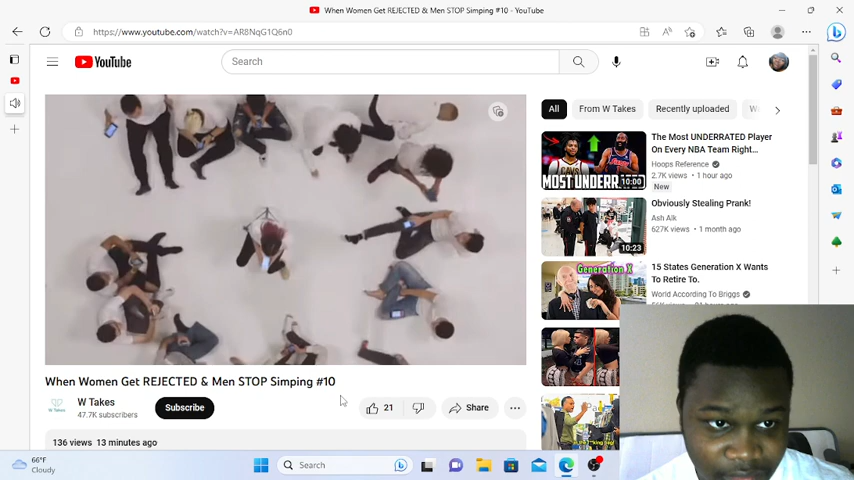 When Women Get REJECTED & Men STOP Simping #10 - YouTube
https://www.youtube.com/watch?v=AR8NqG1Q6n0
YouTube
Search
All
From W Takes
Recently uploaded
The Most UNDERRATED Player
On Every NBA Team Right...
Hoops Reference
2.7K views • 1 hour ago
New
CAVS
MOST UNDERR
10:00
Obviously Stealing Prank!
Ash Alk
627K views • 1 month ago
10:23
Generation X
15 States Generation X Wants
To Retire To.
World According To Briggs
When Women Get REJECTED & Men STOP Simping #10
W Takes
47.7K subscribers
Subscribe
21
Share
136 views 13 minutes ago
66°F
Cloudy
Search